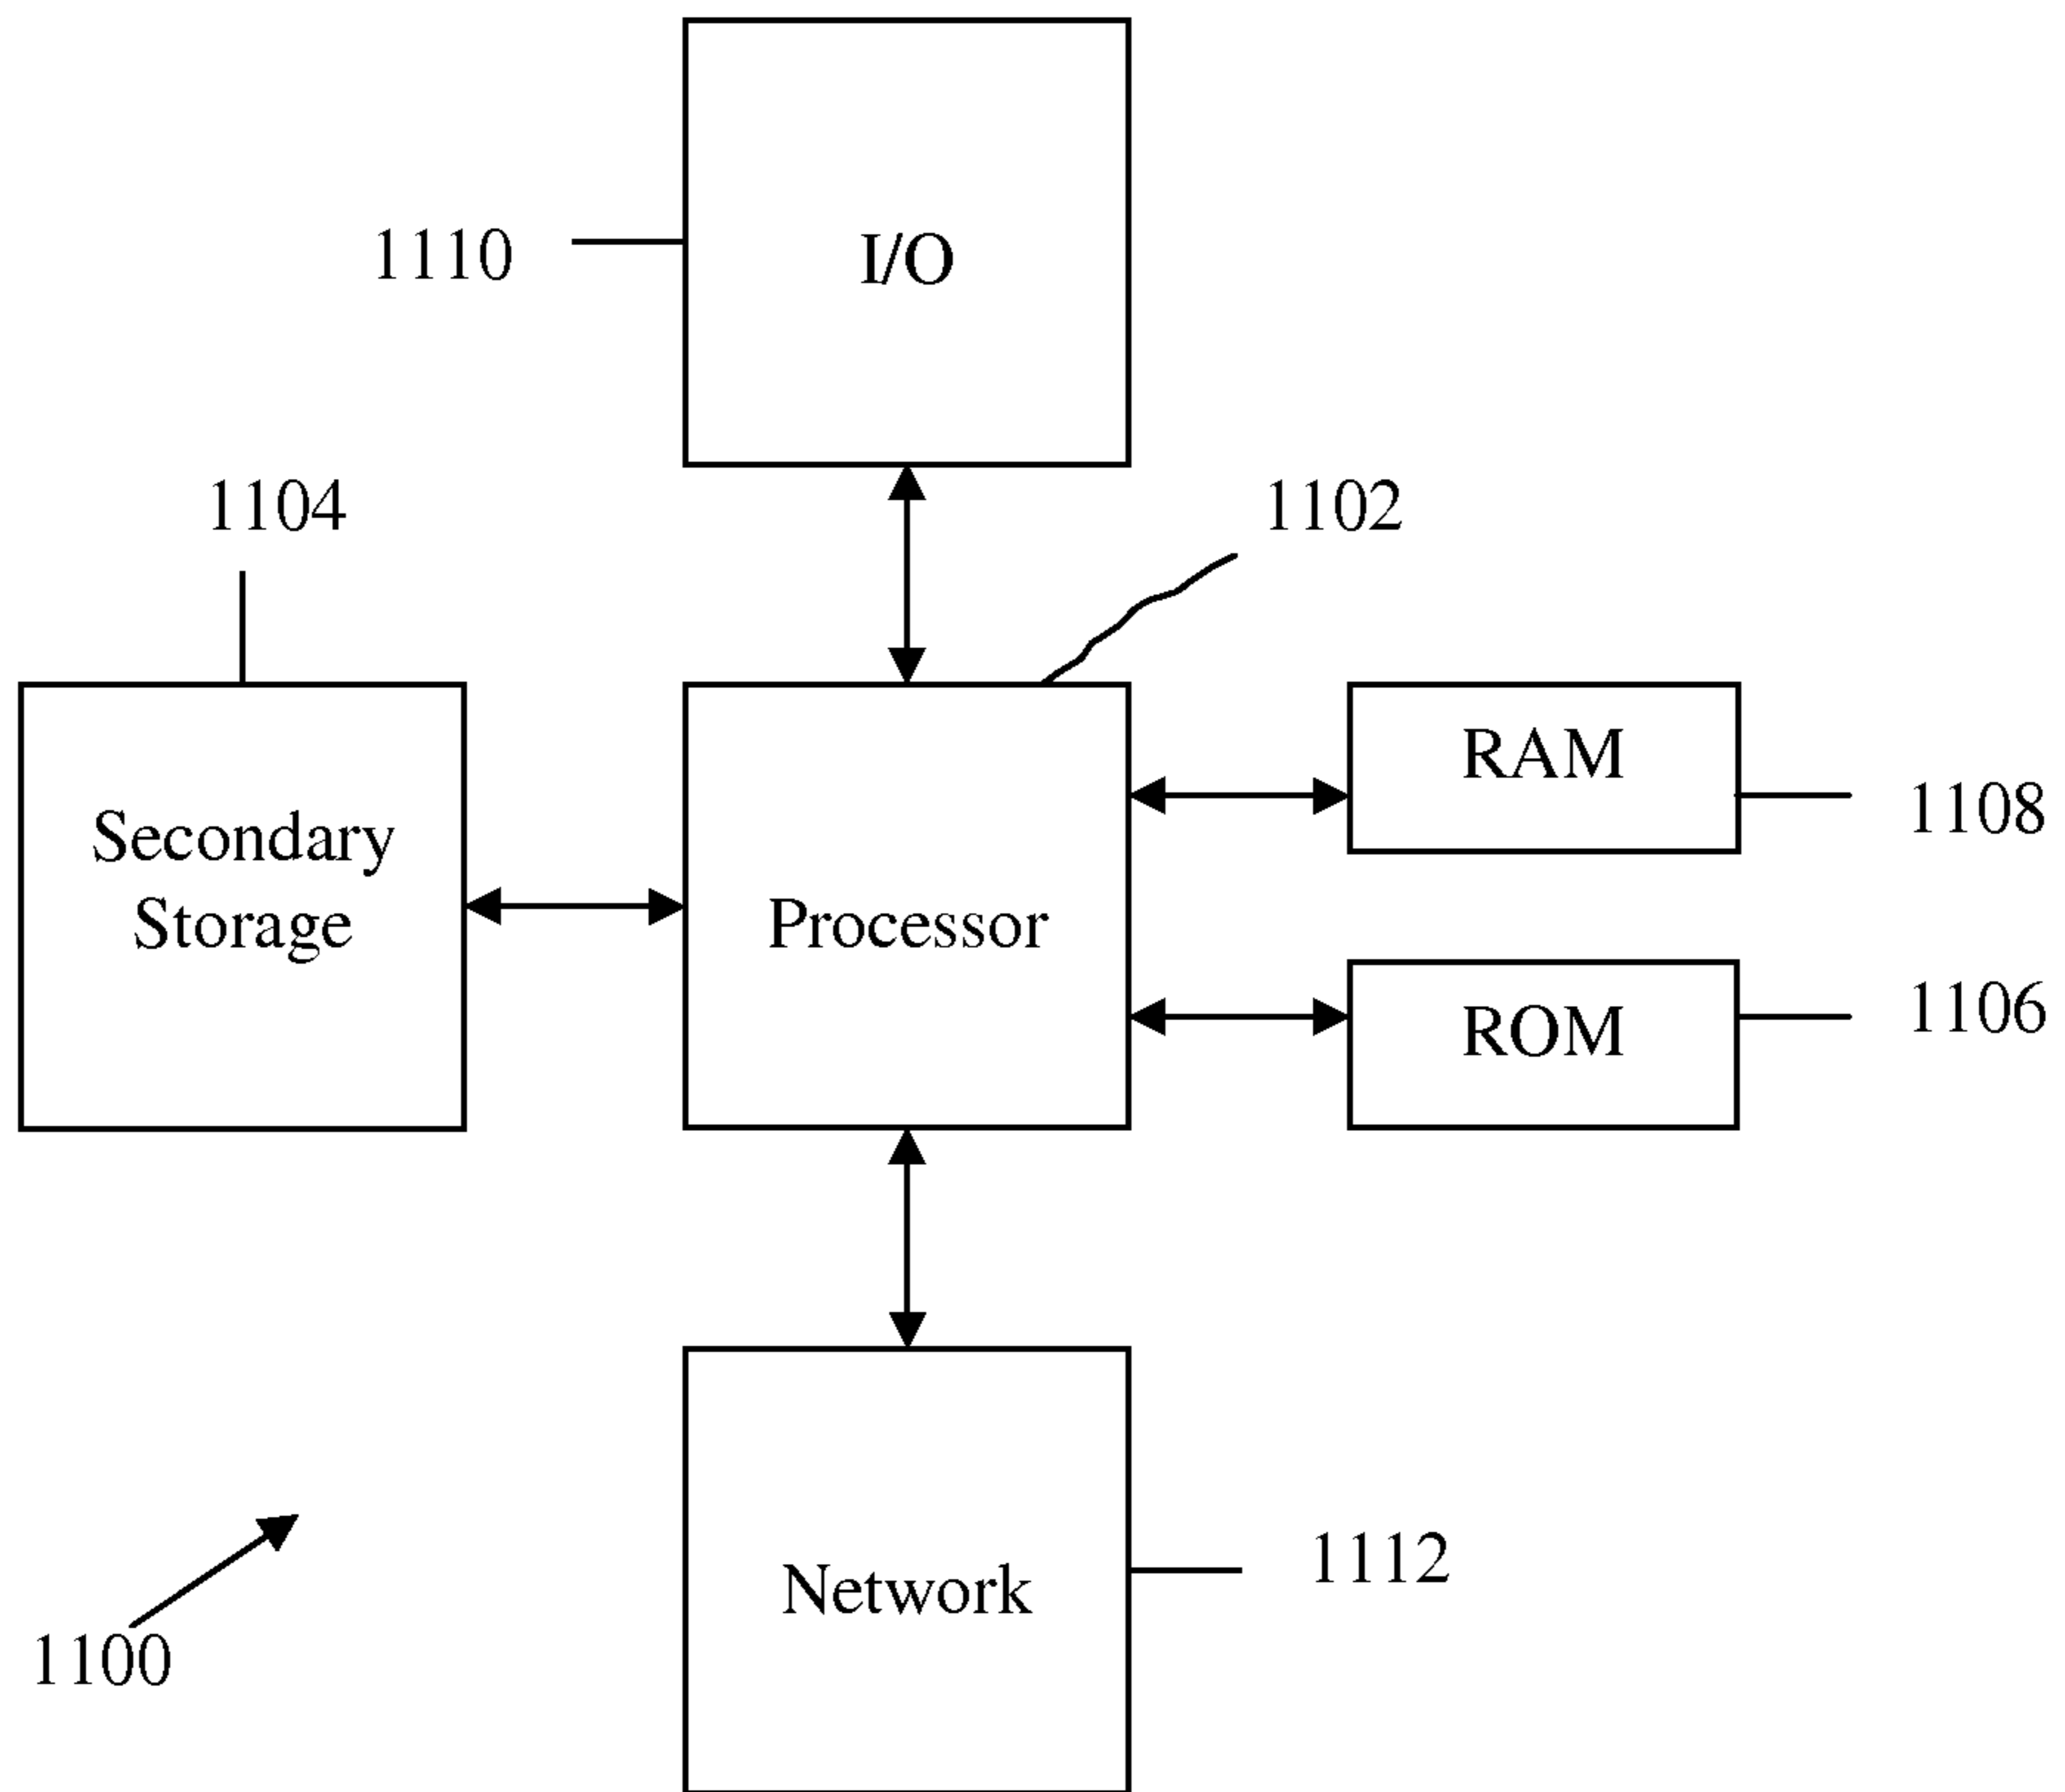 1110
I/O
1104
1102
Secondary
Storage
Processor
RAM
1108
ROM
1106
Network
1112
1100